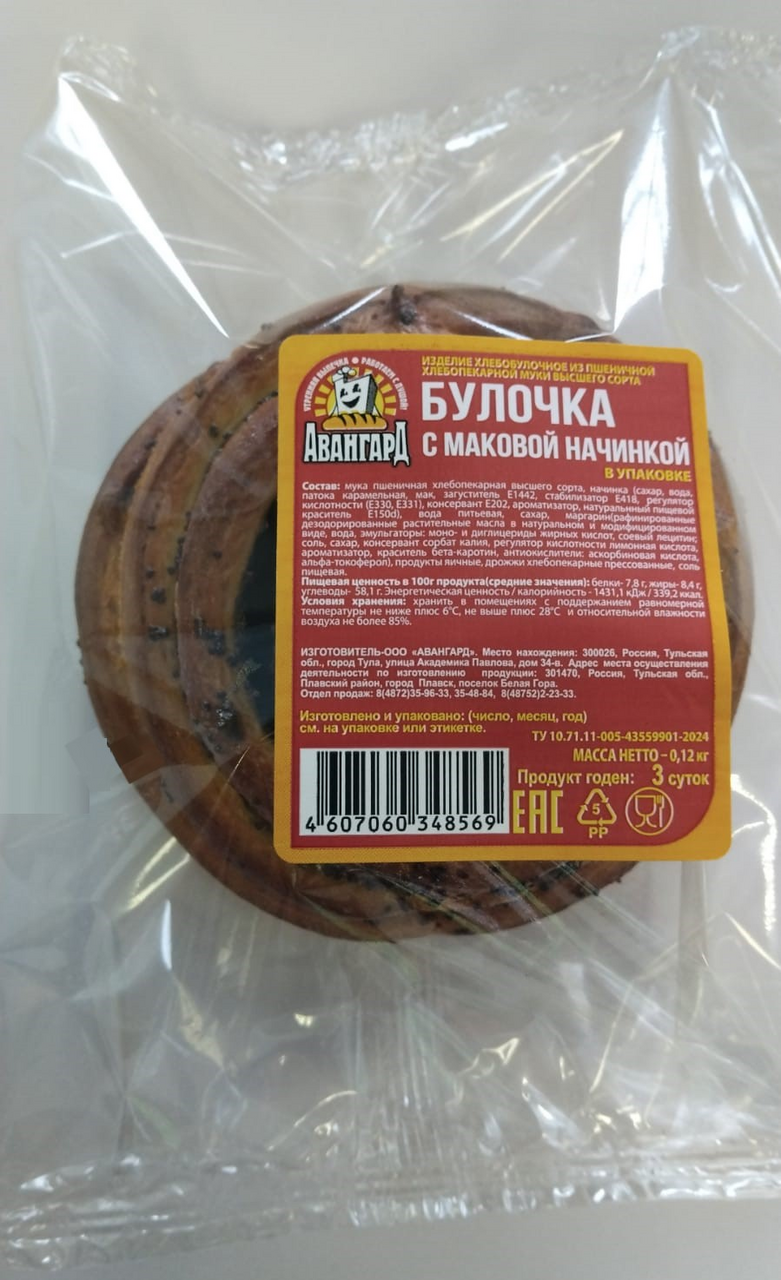 УТРЕННЯЯ ВЫПЕЧКА • РАБОТАЕМ С ДУШОЙ!
АВАНГАРД
ИЗДЕЛИЕ ХЛЕБОБУЛОЧНОЕ ИЗ ПШЕНИЧНОЙ
ХЛЕБОПЕКАРНОЙ МУКИ ВЫСШЕГО СОРТА
БУЛОЧКА
С МАКОВОЙ НАЧИНКОЙ
В УПАКОВКЕ
Состав: мука пшеничная хлебопекарная высшего сорта, начинка (сахар, вода,
патока карамельная, мак, загуститель Е1442, стабилизатор Е418, регулятор
кислотности (Е330, Е331), консервант Е202, ароматизатор, натуральнный пищевой
краситель Е150d), вода питьевая, сахар, маргарин(рафинированные
дезодорированные растительные масла в натуральном и модифицированном
виде, вода, эмульгаторы: моно- и диглицериды жирных кислот, соевый лецитин;
соль, сахар, консервант сорбат калия, регулятор кислотности лимонная кислота,
ароматизатор, краситель бета-каротин, антиокислители: аскорбиновая кислота,
альфа-токоферол), продукты яичные, дрожжи хлебопекарные прессованные, соль
пищевая.
Пищевая ценность в 100г продукта(средние значения): белки- 7,8 г, жиры- 8,4 г,
углеводы- 58,1 г. Энергетическая ценность / калорийность - 1431,1 кДж / 339,2 ккал.
Условия хранения: хранить в помещениях с поддержанием равномерной
температуры не ниже плюс 6°С, не выше плюс 28°С и относительной влажности
воздуха не более 85%.
ИЗГОТОВИТЕЛЬ-ООО «АВАНГАРД». Место нахождения: 300026, Россия, Тульская
обл., город Тула, улица Академика Павлова, дом 34-в. Адрес места осуществления
деятельности по изготовлению продукции: 301470, Россия, Тульская обл.,
Плавский район, город Плавск, поселок Белая Гора.
Отдел продаж: 8(4872)35-96-33, 35-48-84, 8(48752)2-23-33.
Изготовлено и упаковано: (число, месяц, год)
см. на упаковке или этикетке.
ТУ 10.71.11-005-43559901-2024
МАССА НЕТТО – 0,12 кг
Продукт годен: 3 суток
4 607060 348569
ЕАС
5
PP